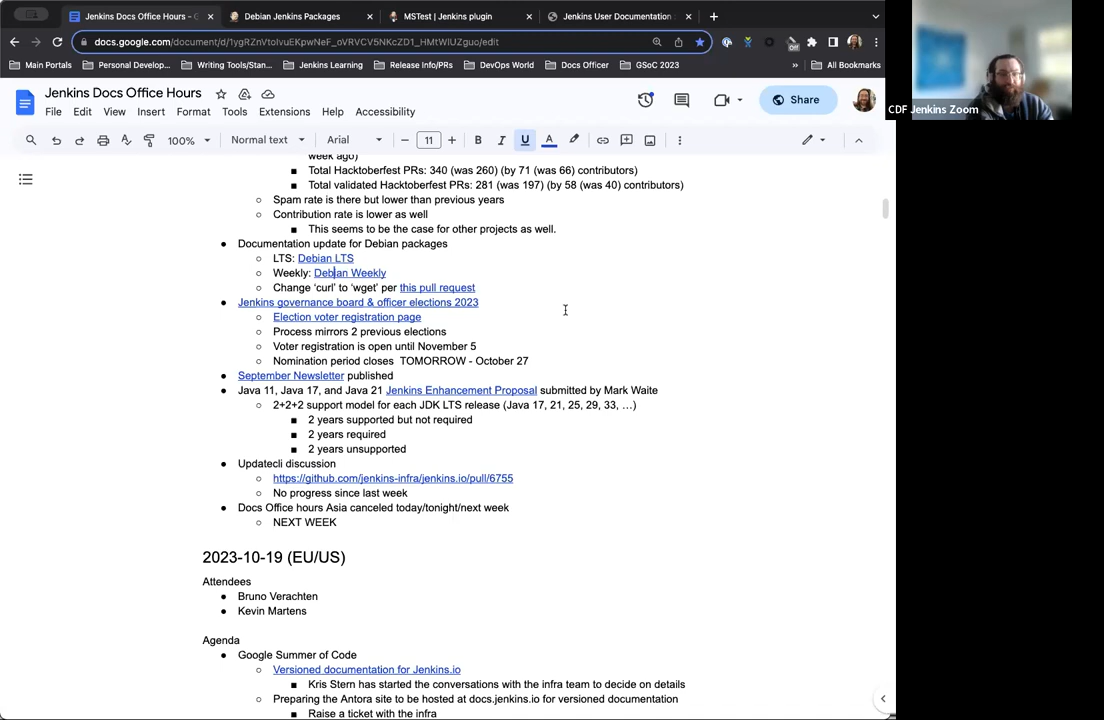 Jenkins Docs Office Hours - G
Debian Jenkins Packages
MSTest | Jenkins plugin
Jenkins User Documentation
docs.google.com/document/d/1ygRZnVtoIvuEKpwNeF_oVRVCV5NKcZD1_HMtWlUZguo/edit
Main Portals
Personal Develop...
Writing Tools/Stan...
Jenkins Learning
Release Info/PRs
DevOps World
Docs Officer
GSoC 2023
All Bookmarks
Jenkins Docs Office Hours
File Edit View Insert Format Tools Extensions Help Accessibility
Share
CDF Jenkins Zoom
100% Normal text Arial 11
week ago)
Total Hacktoberfest PRs: 340 (was 260) (by 71 (was 66) contributors)
Total validated Hacktoberfest PRs: 281 (was 197) (by 58 (was 40) contributors)
Spam rate is there but lower than previous years
Contribution rate is lower as well
This seems to be the case for other projects as well.
Documentation update for Debian packages
LTS: Debian LTS
Weekly: Debian Weekly
Change ‘curl’ to ‘wget’ per this pull request
Jenkins governance board & officer elections 2023
Election voter registration page
Process mirrors 2 previous elections
Voter registration is open until November 5
Nomination period closes TOMORROW - October 27
September Newsletter published
Java 11, Java 17, and Java 21 Jenkins Enhancement Proposal submitted by Mark Waite
2+2+2 support model for each JDK LTS release (Java 17, 21, 25, 29, 33, …)
2 years supported but not required
2 years required
2 years unsupported
Updatecli discussion
https://github.com/jenkins-infra/jenkins.io/pull/6755
No progress since last week
Docs Office hours Asia canceled today/tonight/next week
NEXT WEEK
2023-10-19 (EU/US)
Attendees
Bruno Verachten
Kevin Martens
Agenda
Google Summer of Code
Versioned documentation for Jenkins.io
Kris Stern has started the conversations with the infra team to decide on details
Preparing the Antora site to be hosted at docs.jenkins.io for versioned documentation
Raise a ticket with the infra